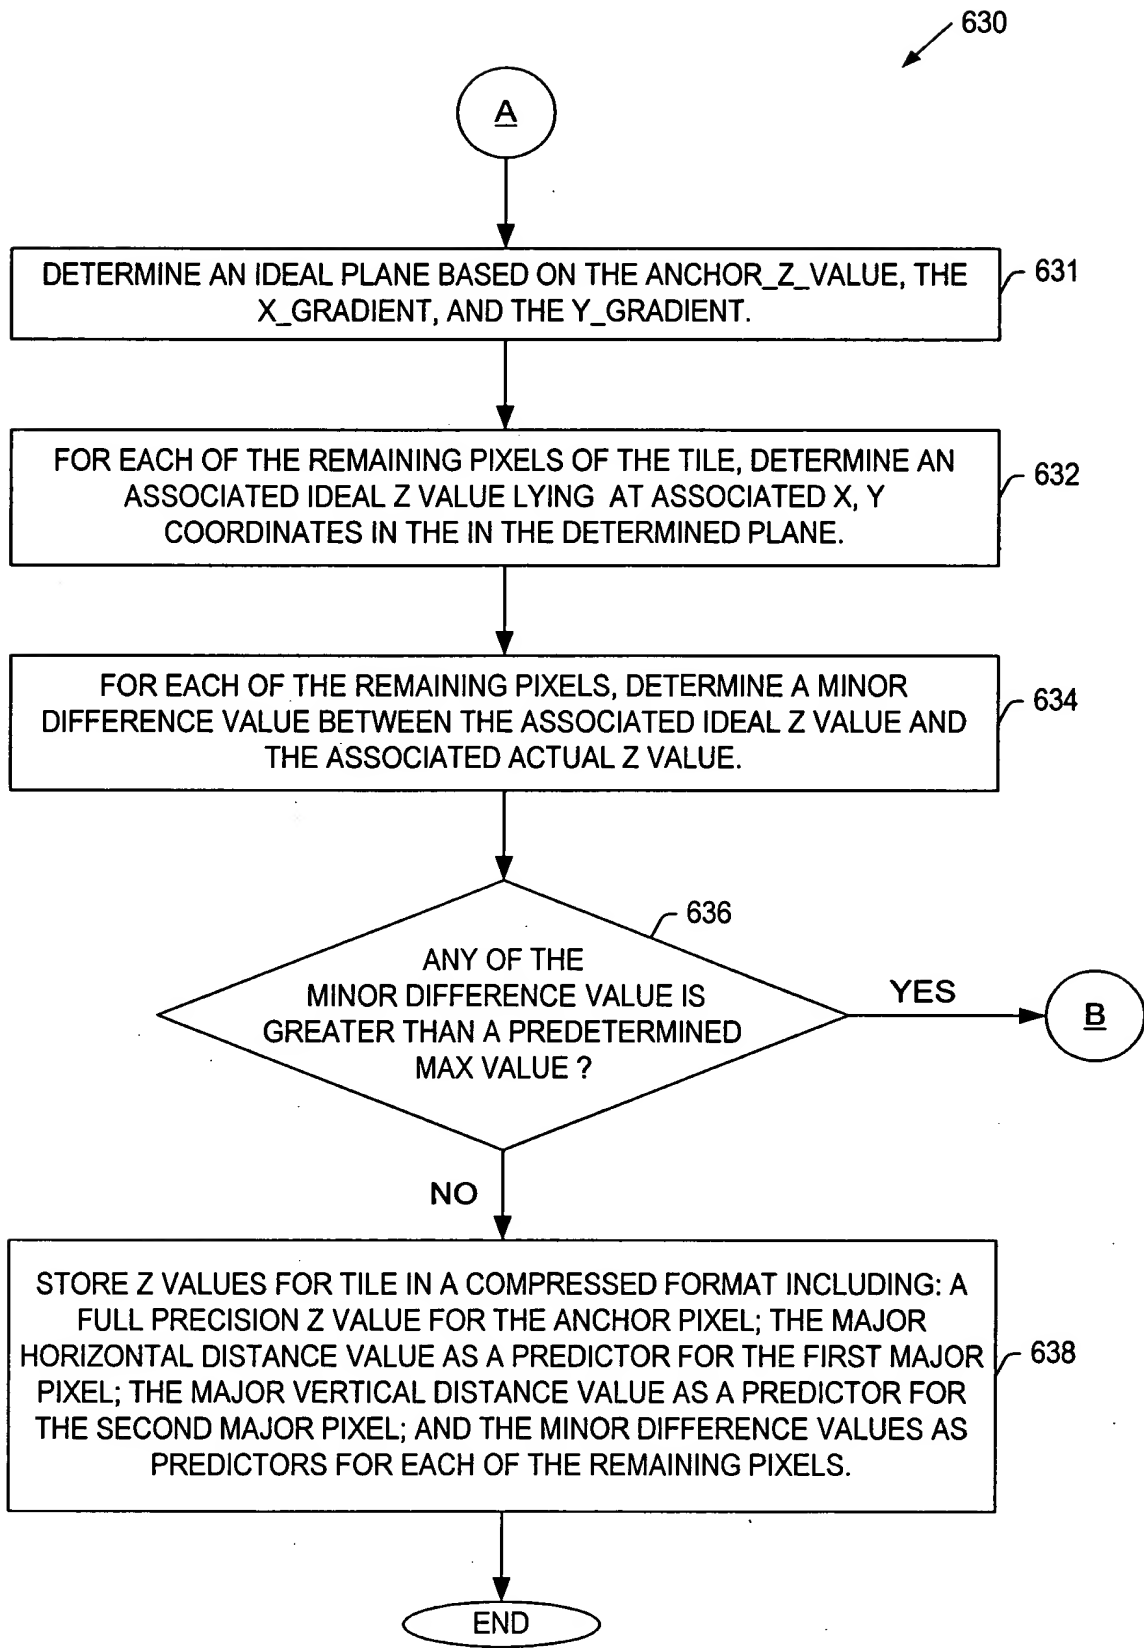 630
A
DETERMINE AN IDEAL PLANE BASED ON THE ANCHOR_Z_VALUE, THE
X_GRADIENT, AND THE Y_GRADIENT.
631
FOR EACH OF THE REMAINING PIXELS OF THE TILE, DETERMINE AN
ASSOCIATED IDEAL Z VALUE LYING AT ASSOCIATED X, Y
COORDINATES IN THE IN THE DETERMINED PLANE.
632
FOR EACH OF THE REMAINING PIXELS, DETERMINE A MINOR
DIFFERENCE VALUE BETWEEN THE ASSOCIATED IDEAL Z VALUE AND
THE ASSOCIATED ACTUAL Z VALUE.
634
636
ANY OF THE
MINOR DIFFERENCE VALUE IS
GREATER THAN A PREDETERMINED
MAX VALUE ?
YES
B
NO
STORE Z VALUES FOR TILE IN A COMPRESSED FORMAT INCLUDING: A
FULL PRECISION Z VALUE FOR THE ANCHOR PIXEL; THE MAJOR
HORIZONTAL DISTANCE VALUE AS A PREDICTOR FOR THE FIRST MAJOR
PIXEL; THE MAJOR VERTICAL DISTANCE VALUE AS A PREDICTOR FOR
THE SECOND MAJOR PIXEL; AND THE MINOR DIFFERENCE VALUES AS
PREDICTORS FOR EACH OF THE REMAINING PIXELS.
638
END